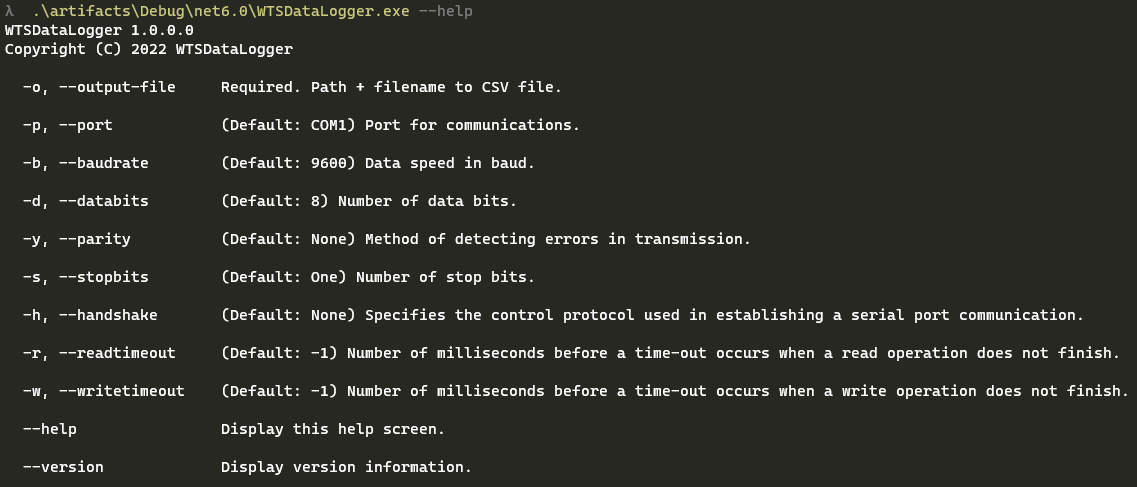 λ .\artifacts\Debug\net6.0\WTSDataLogger.exe --help
WTSDataLogger 1.0.0.0
Copyright (C) 2022 WTSDataLogger
-o, --output-file Required. Path + filename to CSV file.
-p, --port (Default: COM1) Port for communications.
-b, --baudrate (Default: 9600) Data speed in baud.
-d, --databits (Default: 8) Number of data bits.
-y, --parity (Default: None) Method of detecting errors in transmission.
-s, --stopbits (Default: One) Number of stop bits.
-h, --handshake (Default: None) Specifies the control protocol used in establishing a serial port communication.
-r, --readtimeout (Default: -1) Number of milliseconds before a time-out occurs when a read operation does not finish.
-w, --writetimeout (Default: -1) Number of milliseconds before a time-out occurs when a write operation does not finish.
--help Display this help screen.
--version Display version information.